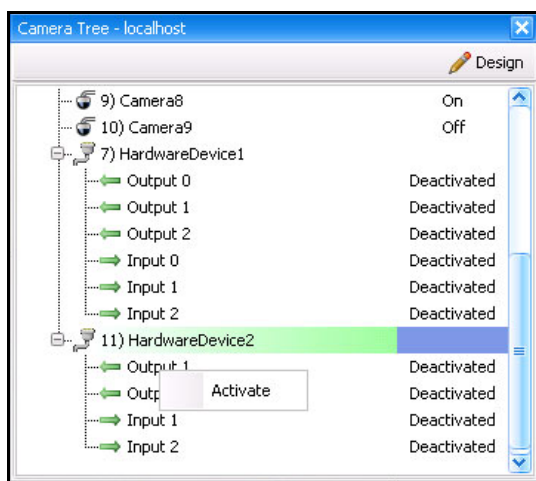 Camera Tree - localhost
Design
9) Camera8 On
10) Camera9 Off
7) HardwareDevice1
Output 0 Deactivated
Output 1 Deactivated
Output 2 Deactivated
Input 0 Deactivated
Input 1 Deactivated
Input 2 Deactivated
11) HardwareDevice2
Output 1 Deactivated
Outp Activate Deactivated
Input 1 Deactivated
Input 2 Deactivated